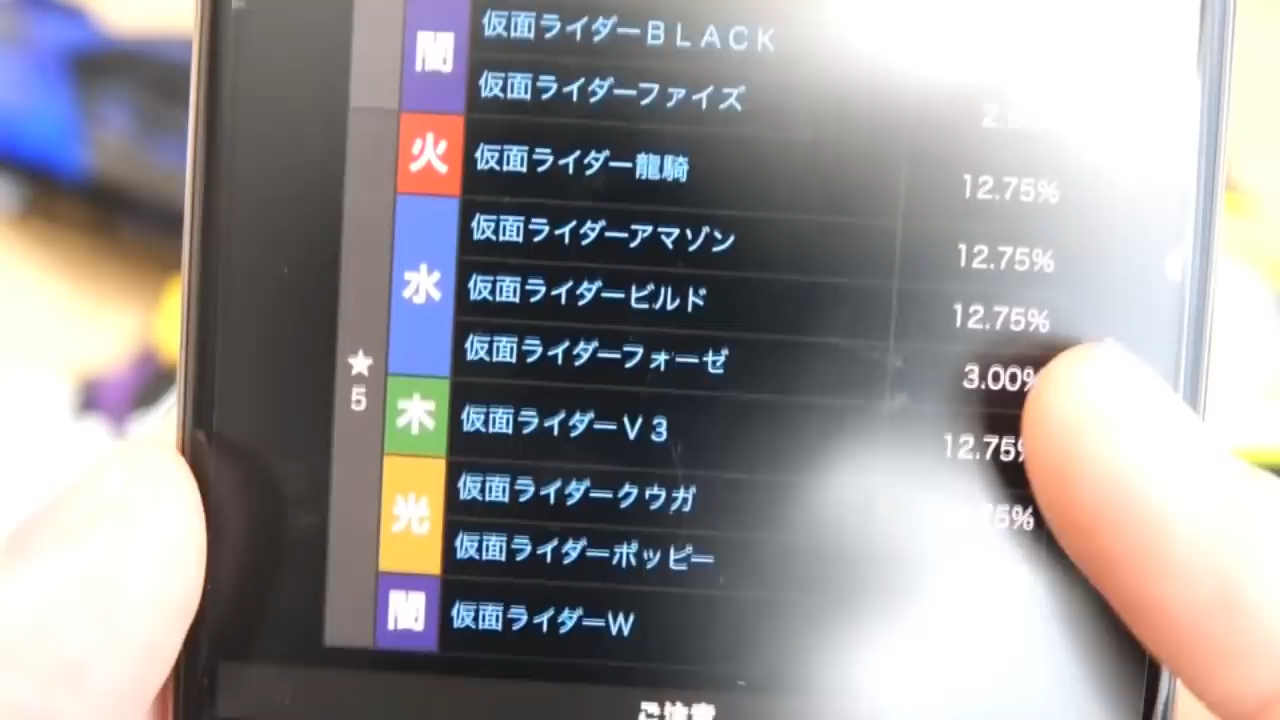 闇
仮面ライダーBLACK
仮面ライダーファイズ
火
仮面ライダー龍騎
12.75%
水
仮面ライダーアマゾン
12.75%
仮面ライダービルド
12.75%
★5
仮面ライダーフォーゼ
3.00%
木
仮面ライダーV3
12.75%
光
仮面ライダークウガ
仮面ライダーポッピー
闇
仮面ライダーW
ご注意